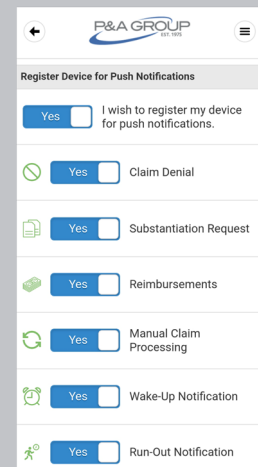 P&A GROUP
EST. 1975
Register Device for Push Notifications
Yes
I wish to register my device
for push notifications.
Yes
Claim Denial
Yes
Substantiation Request
Yes
Reimbursements
Yes
Manual Claim
Processing
Yes
Wake-Up Notification
Yes
Run-Out Notification